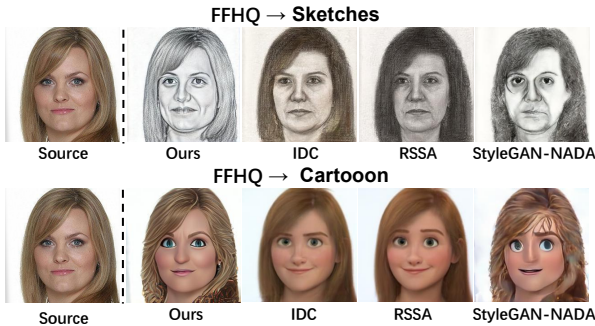 FFHQ → Sketches
Source Ours IDC RSSA StyleGAN-NADA
FFHQ → Cartooon
Source Ours IDC RSSA StyleGAN-NADA